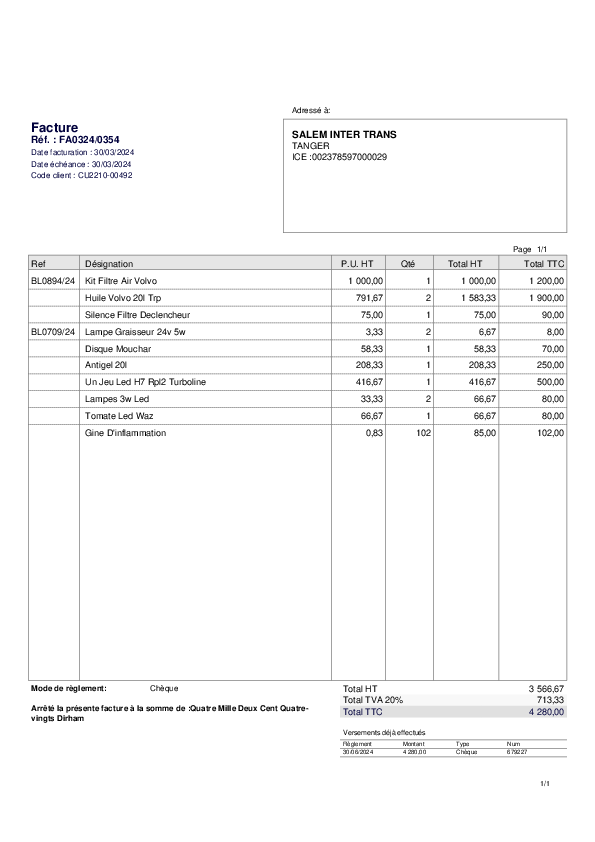 Adressé à:
Facture
Réf. : FA0324/0354
Date facturation : 30/03/2024
Date échéance : 30/03/2024
Code client : CU2210-00492
SALEM INTER TRANS
TANGER
ICE :002378597000029
Page 1/1
Ref Désignation P.U. HT Qté Total HT Total TTC
BL0894/24 Kit Filtre Air Volvo 1 000,00 1 1 000,00 1 200,00
Huile Volvo 20l Trp 791,67 2 1 583,33 1 900,00
Silence Filtre Declencheur 75,00 1 75,00 90,00
BL0709/24 Lampe Graisseur 24v 5w 3,33 2 6,67 8,00
Disque Mouchar 58,33 1 58,33 70,00
Antigel 20l 208,33 1 208,33 250,00
Un Jeu Led H7 Rpl2 Turboline 416,67 1 416,67 500,00
Lampes 3w Led 33,33 2 66,67 80,00
Tomate Led Waz 66,67 1 66,67 80,00
Gine D'inflammation 0,83 102 85,00 102,00
Mode de règlement: Chèque
Arrêté la présente facture à la somme de :Quatre Mille Deux Cent Quatre-
vingts Dirham
Total HT 3 566,67
Total TVA 20% 713,33
Total TTC 4 280,00
Versements déjà effectués
Règlement Montant Type Num
30/06/2024 4 280,00 Chèque 679227
1/1